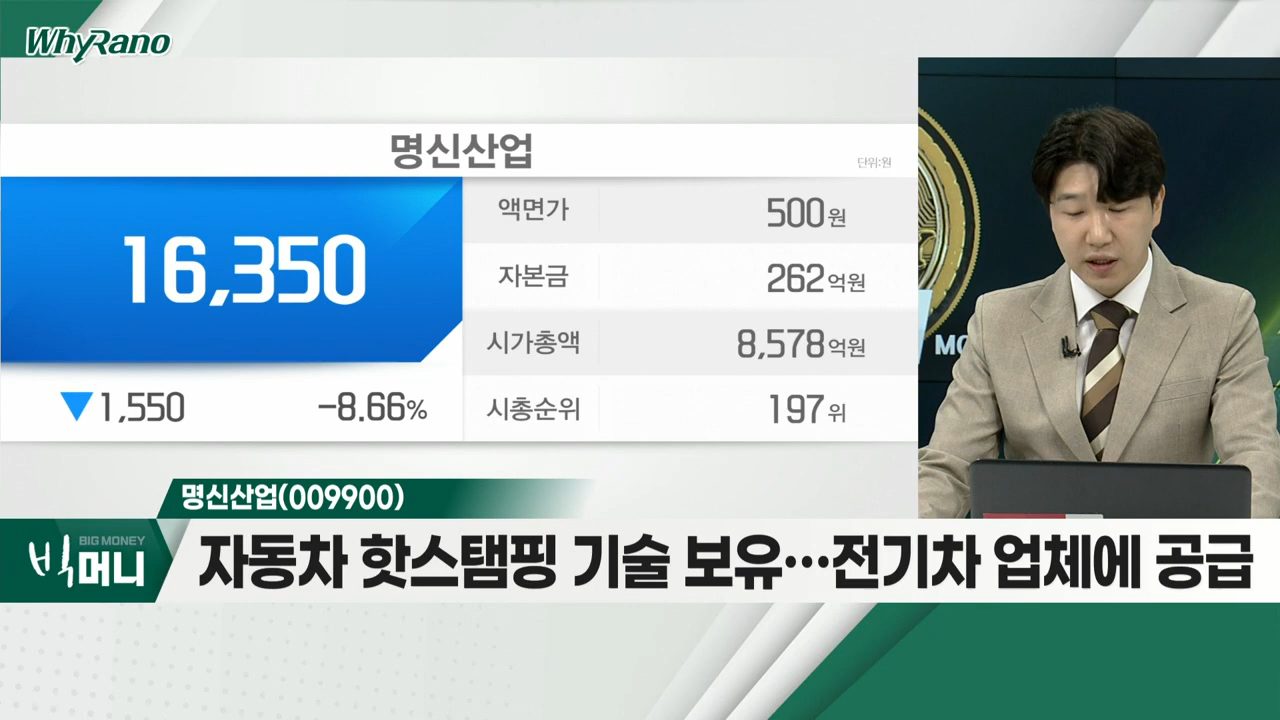 WhyRano
명신산업
단위:원
16,350
▼1,550 -8.66%
액면가 500원
자본금 262억원
시가총액 8,578억원
시총순위 197위
MO
명신산업(009900)
BIG MONEY
빅머니
자동차 핫스탬핑 기술 보유…전기차 업체에 공급